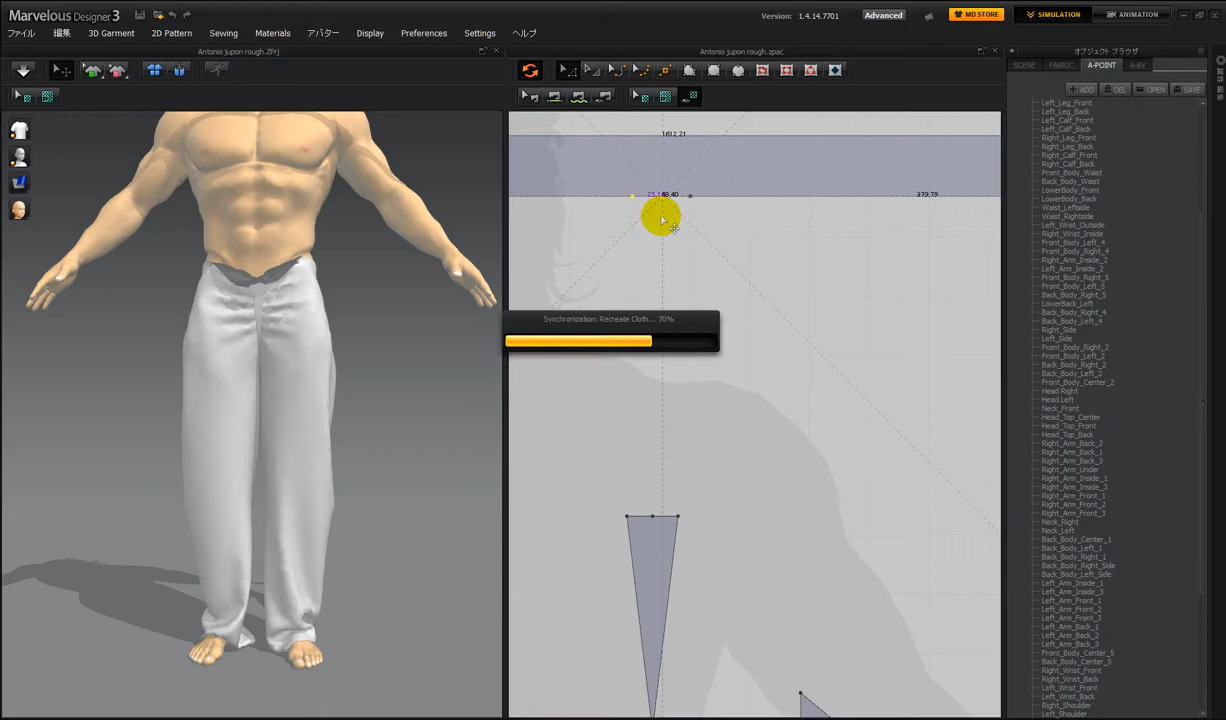 Marvelous Designer 3
Version: 1.4.14.7701
Advanced
MD STORE
SIMULATION
ANIMATION
ファイル 編集 3D Garment 2D Pattern Sewing Materials アバター Display Preferences Settings ヘルプ
Antonio jupon rough.ZPrj
Antonio jupon rough.zpac
オブジェクト ブラウザ
SCENE FABRIC A-POINT A-BV
ADD DEL OPEN SAVE
1612.21
379.79
Synchronization: Recreate Cloth... 70%
Left_Leg_Front
Left_Leg_Back
Left_Calf_Front
Left_Calf_Back
Right_Leg_Front
Right_Leg_Back
Right_Calf_Front
Right_Calf_Back
Front_Body_Waist
Back_Body_Waist
LowerBody_Front
LowerBody_Back
Waist_Leftside
Waist_Rightside
Left_Wrist_Outside
Right_Wrist_Inside
Front_Body_Left_4
Front_Body_Right_4
Right_Arm_Inside_2
Left_Arm_Inside_2
Front_Body_Right_5
Front_Body_Left_5
Back_Body_Right_5
LowerBack_Left
Back_Body_Right_4
Back_Body_Left_4
Right_Side
Left_Side
Front_Body_Right_2
Front_Body_Left_2
Back_Body_Right_2
Back_Body_Left_2
Front_Body_Center_2
Head Right
Head Left
Neck_Front
Head_Top_Center
Head_Top_Front
Head_Top_Back
Right_Arm_Back_2
Right_Arm_Back_1
Right_Arm_Back_3
Right_Arm_Under
Right_Arm_Inside_1
Right_Arm_Inside_3
Right_Arm_Front_1
Right_Arm_Front_2
Right_Arm_Front_3
Neck_Right
Neck_Left
Back_Body_Center_1
Back_Body_Left_1
Back_Body_Right_1
Back_Body_Right_Side
Back_Body_Left_Side
Left_Arm_Inside_1
Left_Arm_Inside_3
Left_Arm_Front_1
Left_Arm_Front_2
Left_Arm_Front_3
Left_Arm_Back_1
Left_Arm_Back_2
Left_Arm_Back_3
Front_Body_Center_5
Back_Body_Center_5
Right_Wrist_Front
Right_Wrist_Back
Left_Wrist_Front
Left_Wrist_Back
Right_Shoulder
Left_Shoulder